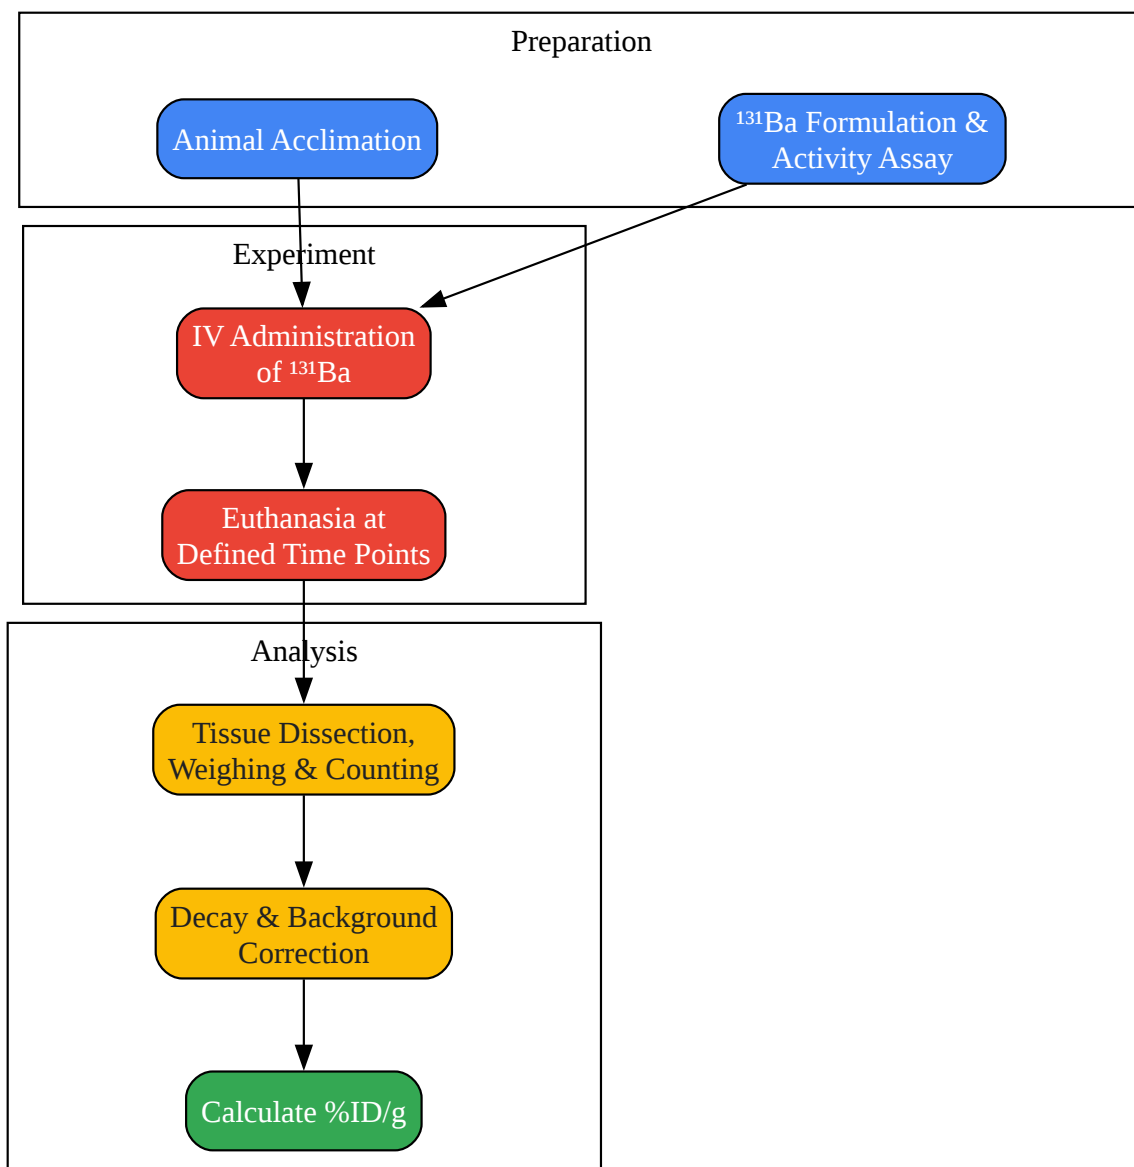 Preparation
Animal Acclimation
¹³¹Ba Formulation &
Activity Assay
Experiment
IV Administration
of ¹³¹Ba
Euthanasia at
Defined Time Points
Analysis
Tissue Dissection,
Weighing & Counting
Decay & Background
Correction
Calculate %ID/g